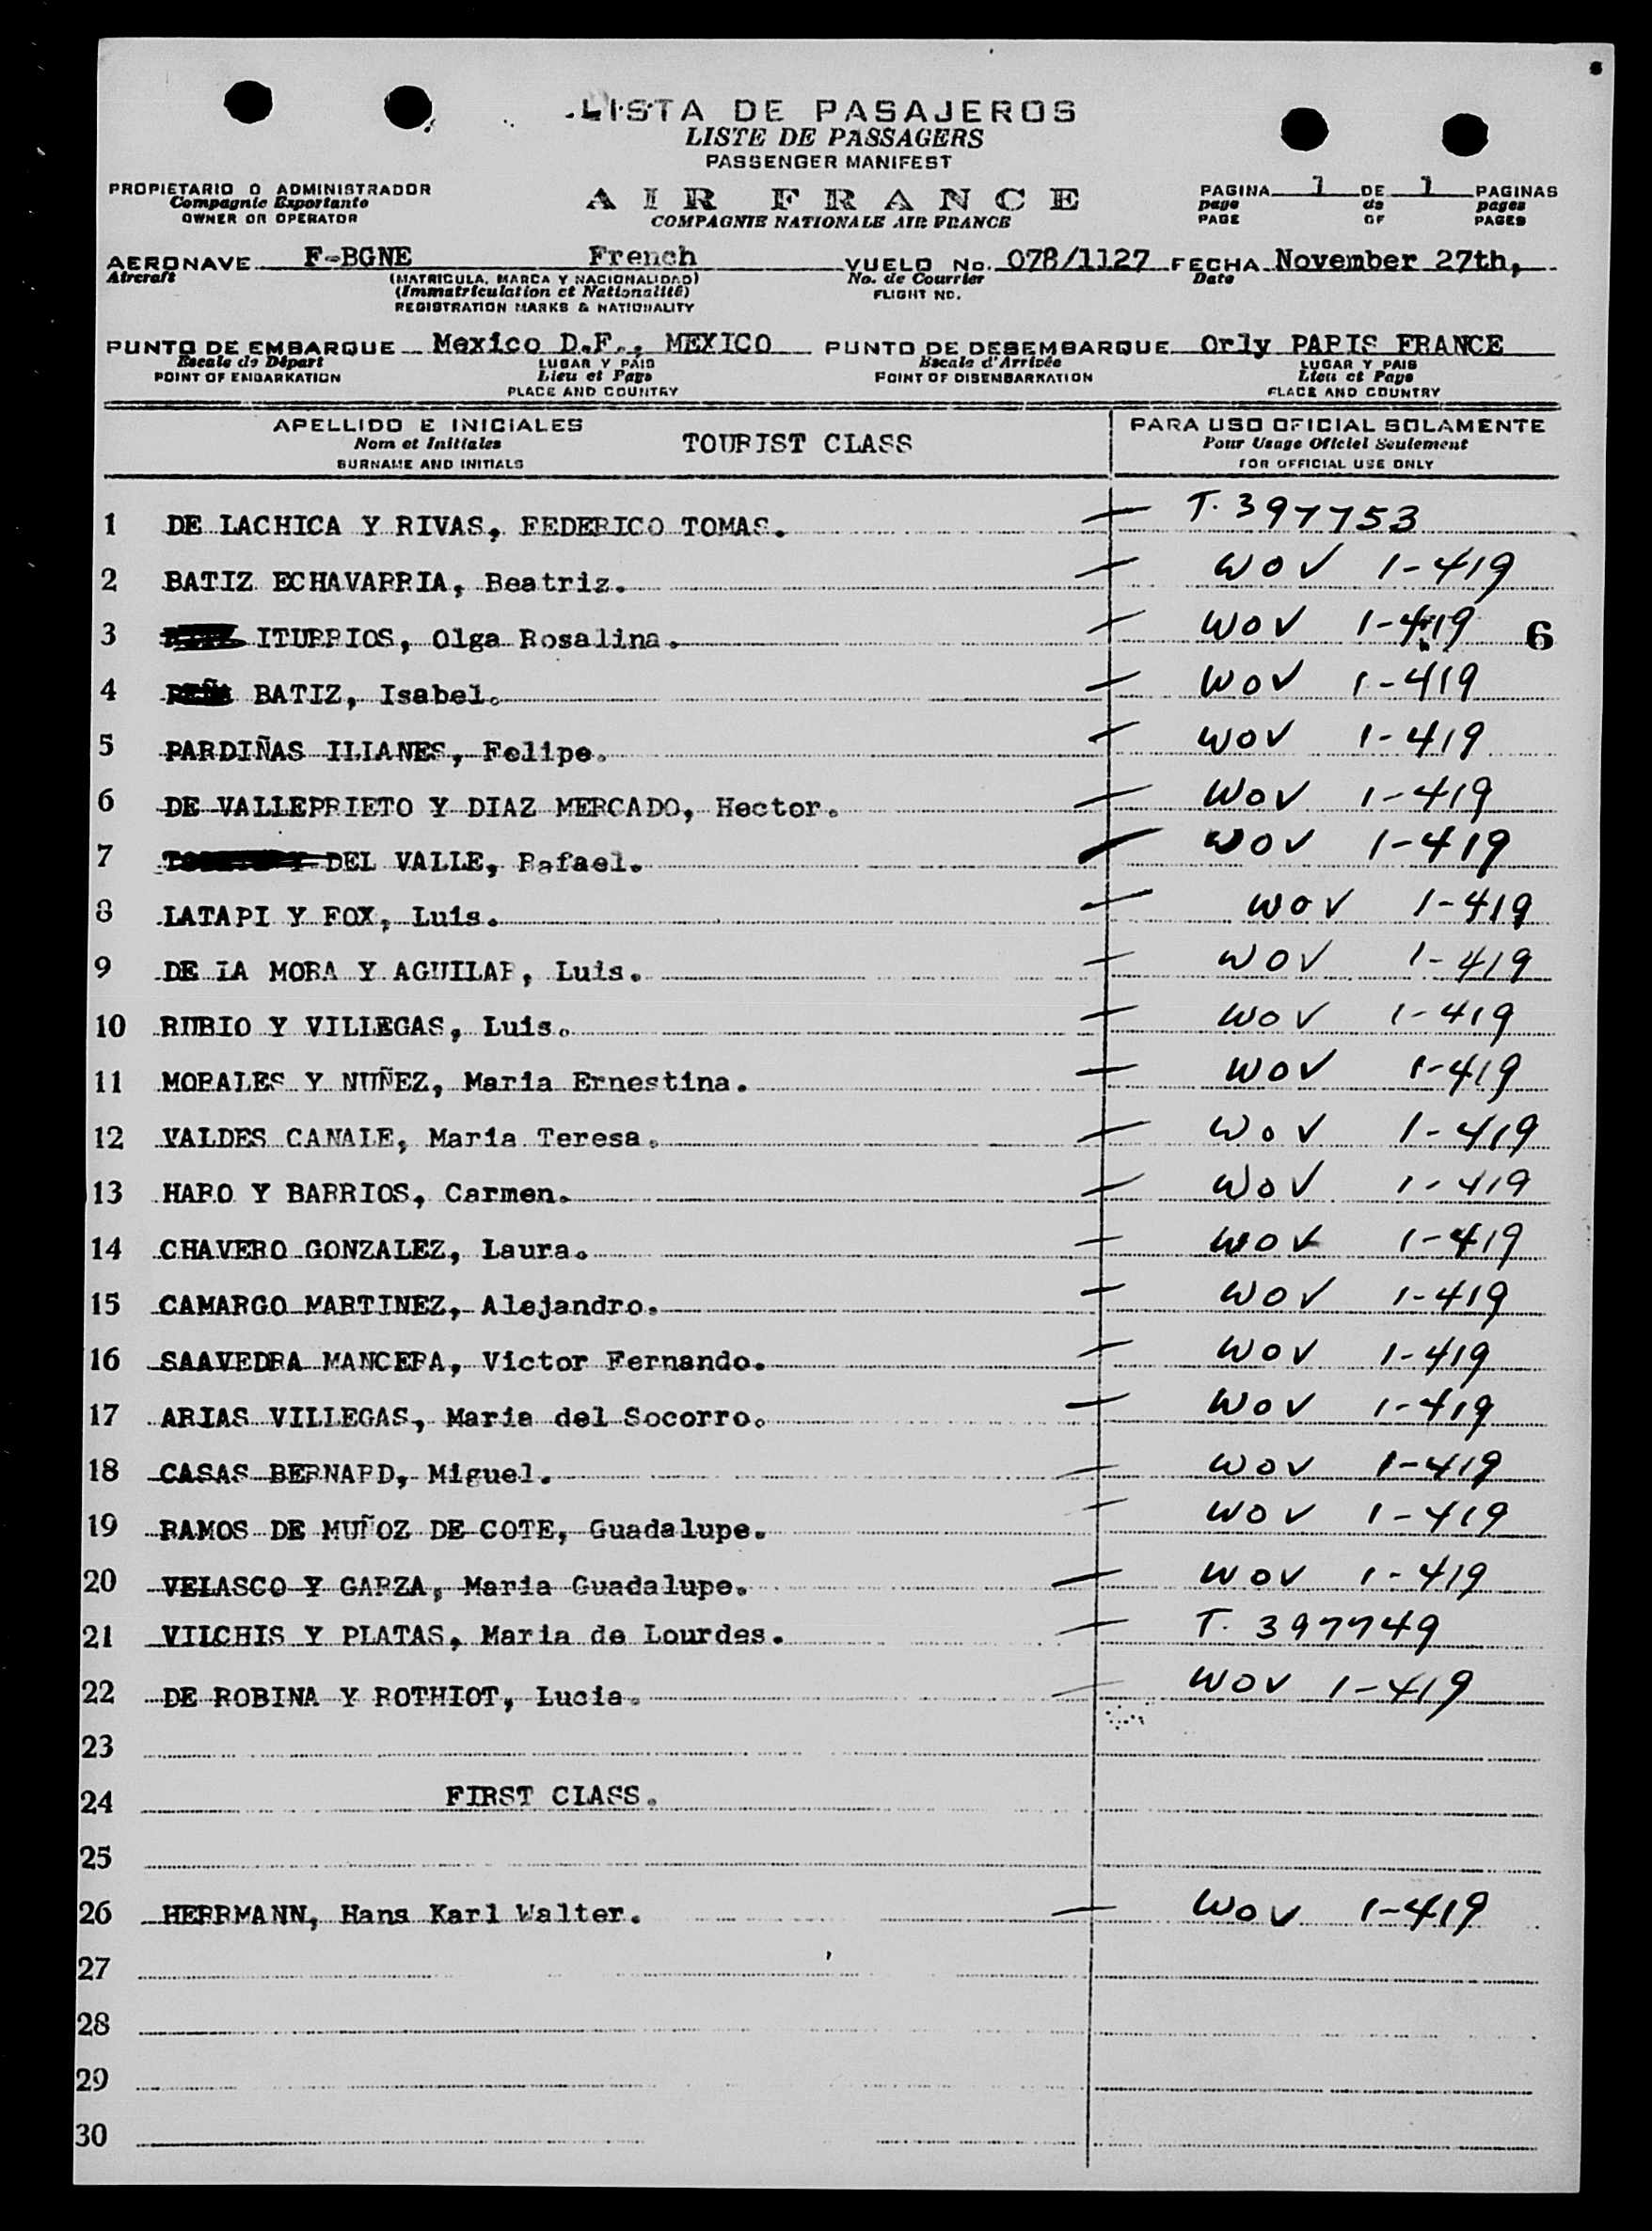 LISTA DE PASAJEROS
LISTE DE PASSAGERS
PASSENGER MANIFEST
PROPIETARIO O ADMINISTRADOR
Compagnie Exportante
OWNER OR OPERATOR
AIR FRANCE
COMPAGNIE NATIONALE AIR FRANCE
PAGINA 1 DE 1 PAGINAS
page de pages
PAGE OF PAGES
AERONAVE F-BGNE French VUELO No. 078/1127 FECHA November 27th,
Aircraft (MATRICULA, MARCA Y NACIONALIDAD) No. de Courrier Date
(Immatriculation et Nationalité) FLIGHT NO.
REGISTRATION MARKS & NATIONALITY
PUNTO DE EMBARQUE Mexico D.F., MEXICO PUNTO DE DESEMBARQUE Orly PARIS FRANCE
Escale de Départ LUGAR Y PAIS Escale d'Arrivée LUGAR Y PAIS
POINT OF EMBARKATION Lieu et Pays POINT OF DISEMBARKATION Lieu et Pays
PLACE AND COUNTRY PLACE AND COUNTRY
APELLIDO E INICIALES TOURIST CLASS PARA USO OFICIAL SOLAMENTE
Nom et Initiales Pour Usage Officiel Seulement
SURNAME AND INITIALS FOR OFFICIAL USE ONLY
1 DE LACHICA Y RIVAS, FEDERICO TOMAS. T. 397753
2 BATIZ ECHAVARRIA, Beatriz. WOV 1-419
3 ITURRIOS, Olga Rosalina. WOV 1-419 6
4 BATIZ, Isabel. WOV 1-419
5 PARDIÑAS ILIANES, Felipe. WOV 1-419
6 DE VALLEPRIETO Y DIAZ MERCADO, Hector. WOV 1-419
7 DEL VALLE, Rafael. WOV 1-419
8 LATAPI Y FOX, Luis. WOV 1-419
9 DE LA MORA Y AGUILAR, Luis. WOV 1-419
10 RUBIO Y VILLEGAS, Luis. WOV 1-419
11 MORALES Y NUÑEZ, Maria Ernestina. WOV 1-419
12 VALDES CANALE, Maria Teresa. WOV 1-419
13 HARO Y BARRIOS, Carmen. WOV 1-419
14 CHAVERO GONZALEZ, Laura. WOV 1-419
15 CAMARGO MARTINEZ, Alejandro. WOV 1-419
16 SAAVEDRA MANCERA, Victor Fernando. WOV 1-419
17 ARIAS VILLEGAS, Maria del Socorro. WOV 1-419
18 CASAS BERNARD, Miguel. WOV 1-419
19 RAMOS DE MUÑOZ DE COTE, Guadalupe. WOV 1-419
20 VELASCO Y GARZA, Maria Guadalupe. WOV 1-419
21 VILCHIS Y PLATAS, Maria de Lourdes. T. 397749
22 DE ROBINA Y ROTHIOT, Lucia. WOV 1-419
23
24 FIRST CLASS.
25
26 HERRMANN, Hans Karl Walter. WOV 1-419
27
28
29
30